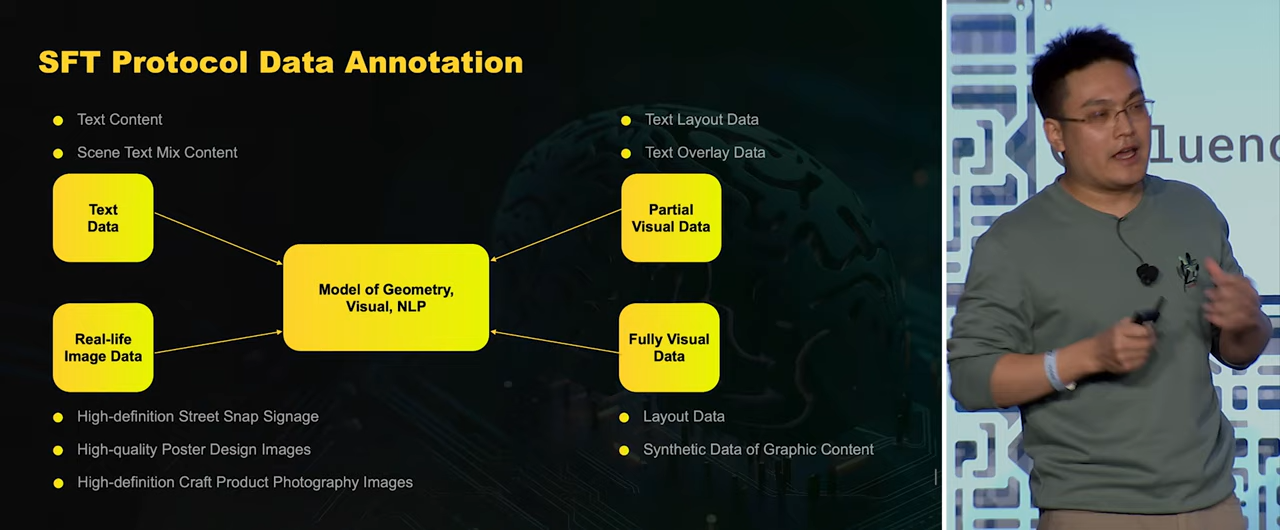 SFT Protocol Data Annotation
Text Content
Scene Text Mix Content
Text Layout Data
Text Overlay Data
Text
Data
Partial
Visual Data
Model of Geometry,
Visual, NLP
Real-life
Image Data
Fully Visual
Data
High-definition Street Snap Signage
High-quality Poster Design Images
High-definition Craft Product Photography Images
Layout Data
Synthetic Data of Graphic Content
luenc